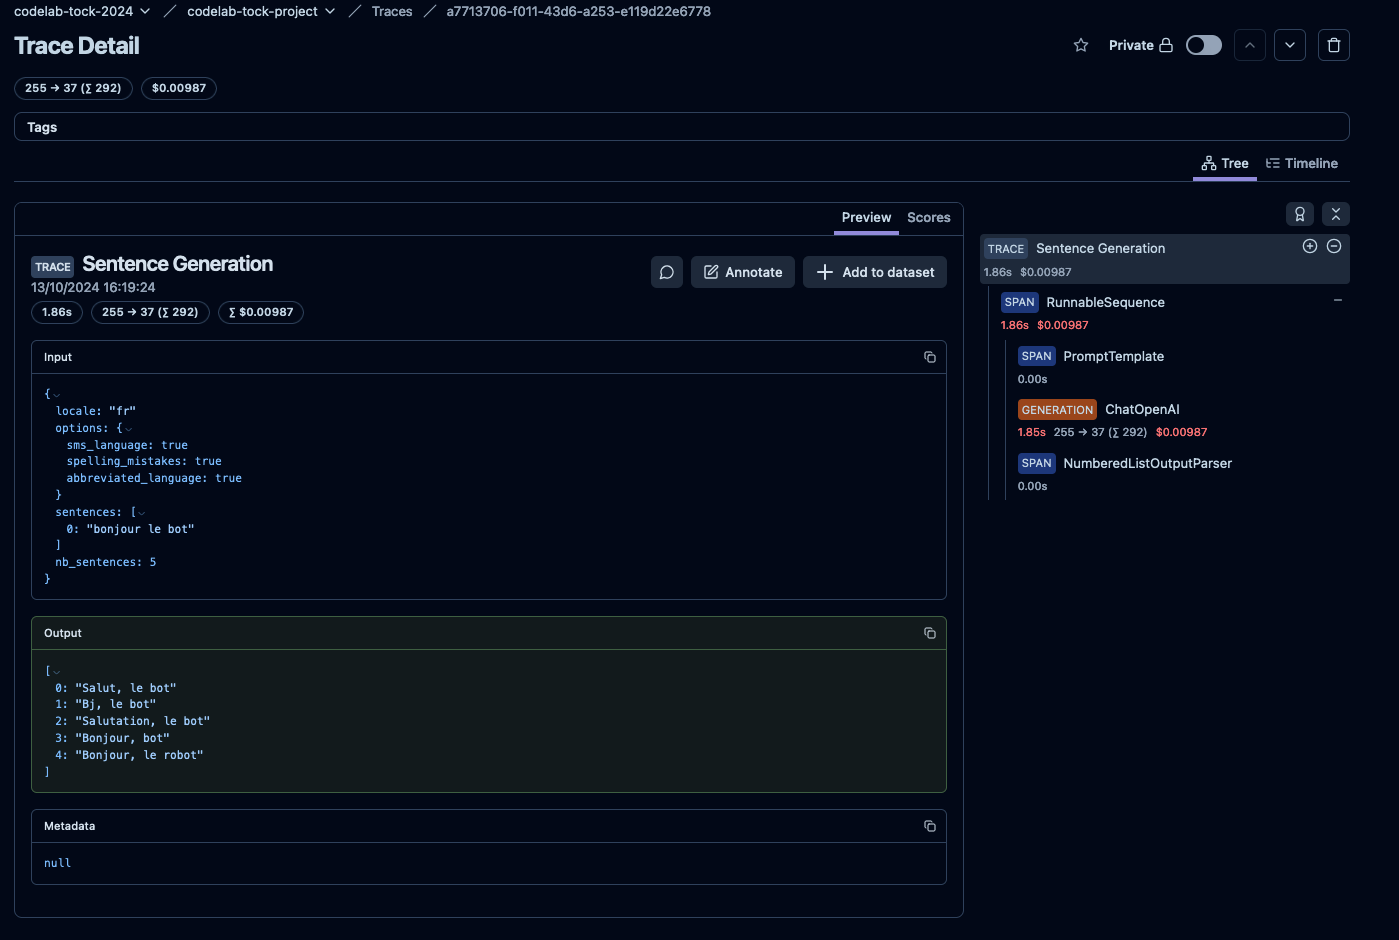 codelab-tock-2024 / codelab-tock-project / Traces / a7713706-f011-43d6-a253-e119d22e6778
Trace Detail
Private
255 → 37 (∑ 292) $0.00987
Tags
Tree Timeline
Preview Scores
TRACE Sentence Generation
13/10/2024 16:19:24
Annotate
Add to dataset
1.86s 255 → 37 (∑ 292) ∑ $0.00987
Input
{
locale: "fr"
options: {
sms_language: true
spelling_mistakes: true
abbreviated_language: true
}
sentences: [
0: "bonjour le bot"
]
nb_sentences: 5
}
Output
[
0: "Salut, le bot"
1: "Bj, le bot"
2: "Salutation, le bot"
3: "Bonjour, bot"
4: "Bonjour, le robot"
]
Metadata
null
TRACE Sentence Generation
1.86s $0.00987
SPAN RunnableSequence
1.86s $0.00987
SPAN PromptTemplate
0.00s
GENERATION ChatOpenAI
1.85s 255 → 37 (∑ 292) $0.00987
SPAN NumberedListOutputParser
0.00s